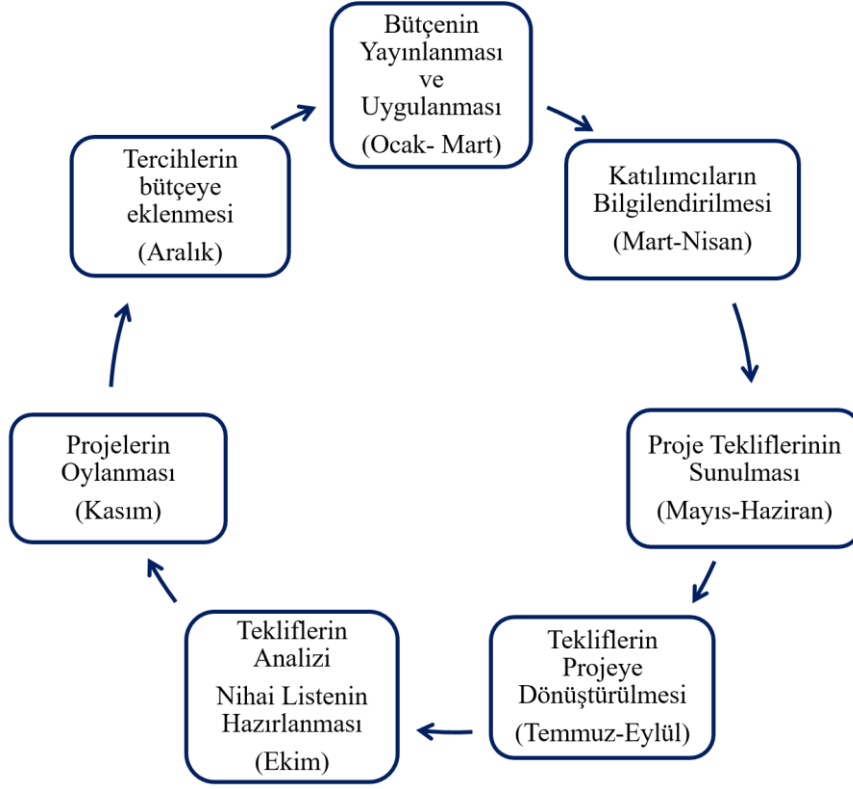 Bütçenin
Yayınlanması
ve
Uygulanması
(Ocak- Mart)
Katılımcıların
Bilgilendirilmesi
(Mart-Nisan)
Proje Tekliflerinin
Sunulması
(Mayıs-Haziran)
Tekliflerin
Projeye
Dönüştürülmesi
(Temmuz-Eylül)
Tekliflerin
Analizi
Nihai Listenin
Hazırlanması
(Ekim)
Projelerin
Oylanması
(Kasım)
Tercihlerin
bütçeye
eklenmesi
(Aralık)